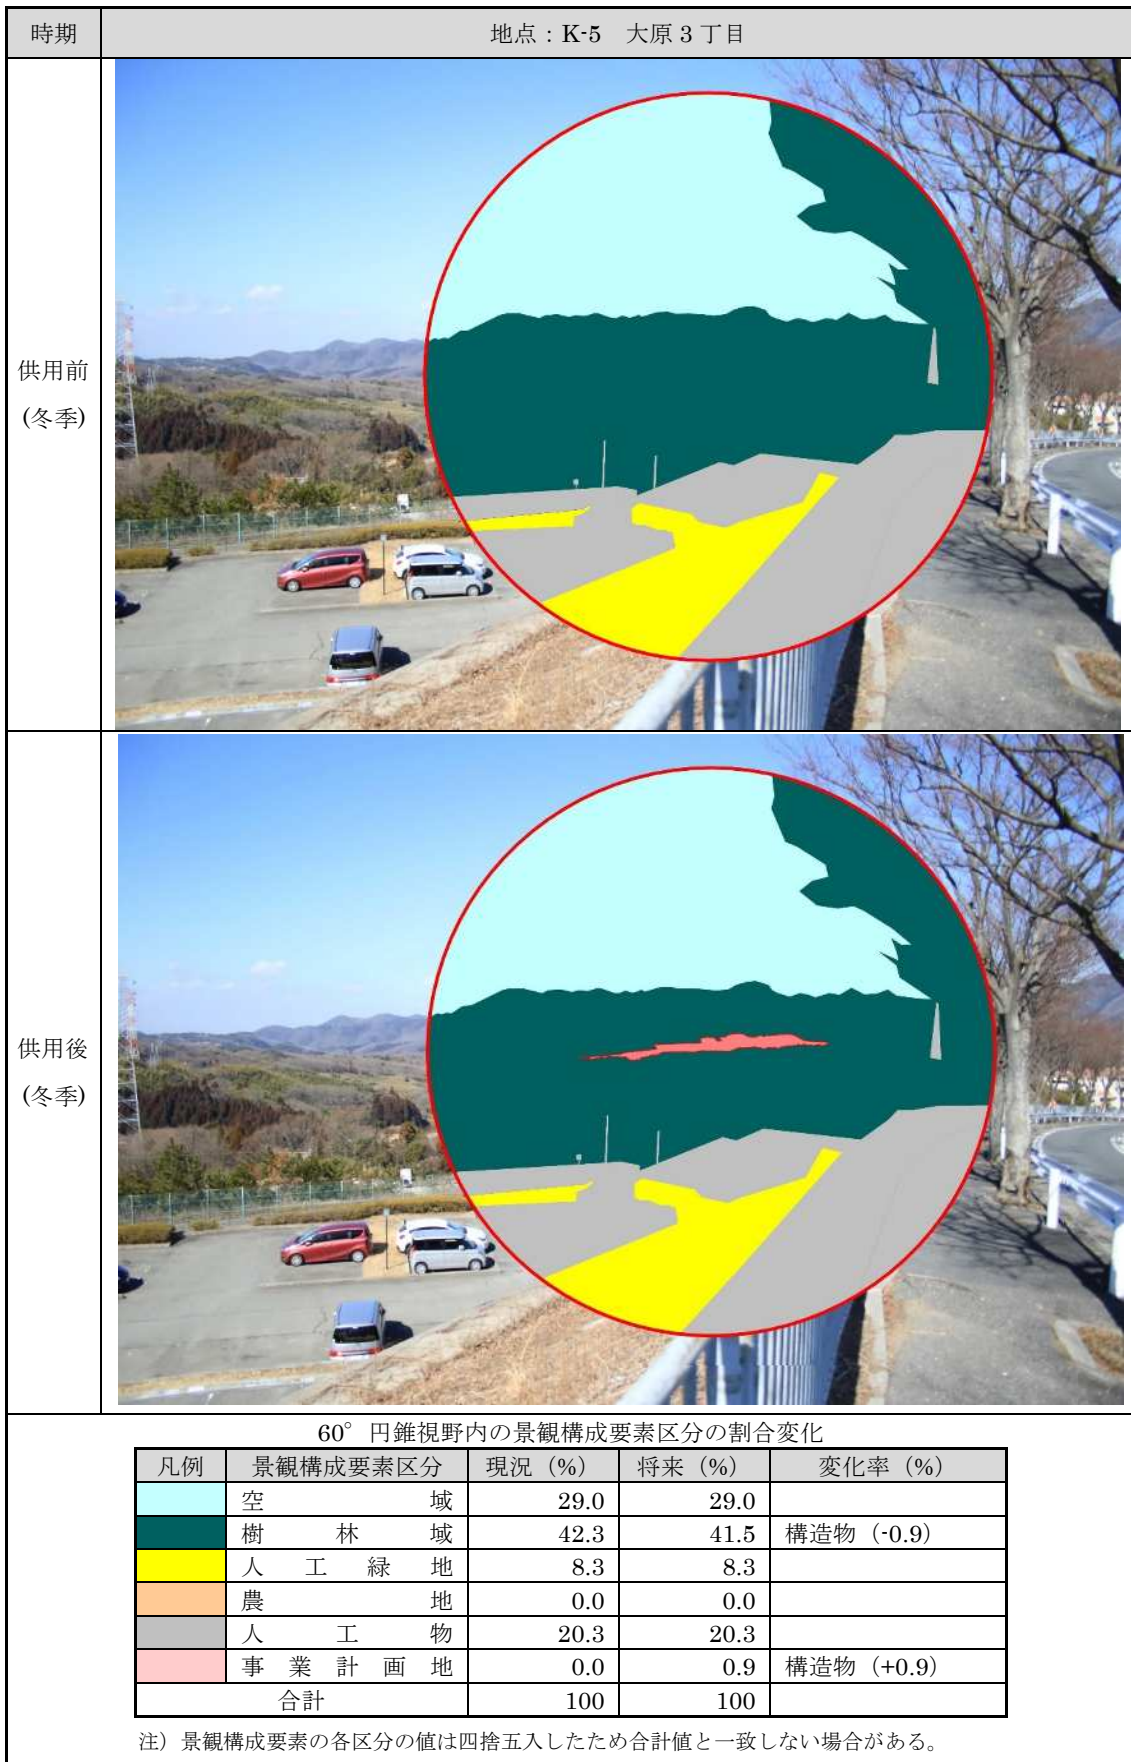 時期 地点：K-5 大原3丁目
供用前
(冬季)
供用後
(冬季)
60°円錐視野内の景観構成要素区分の割合変化
凡例 景観構成要素区分 現況（%） 将来（%） 変化率（%）
空域 29.0 29.0
樹林域 42.3 41.5 構造物（-0.9）
人工緑地 8.3 8.3
農地 0.0 0.0
人工物 20.3 20.3
事業計画地 0.0 0.9 構造物（+0.9）
合計 100 100
注）景観構成要素の各区分の値は四捨五入したため合計値と一致しない場合がある。